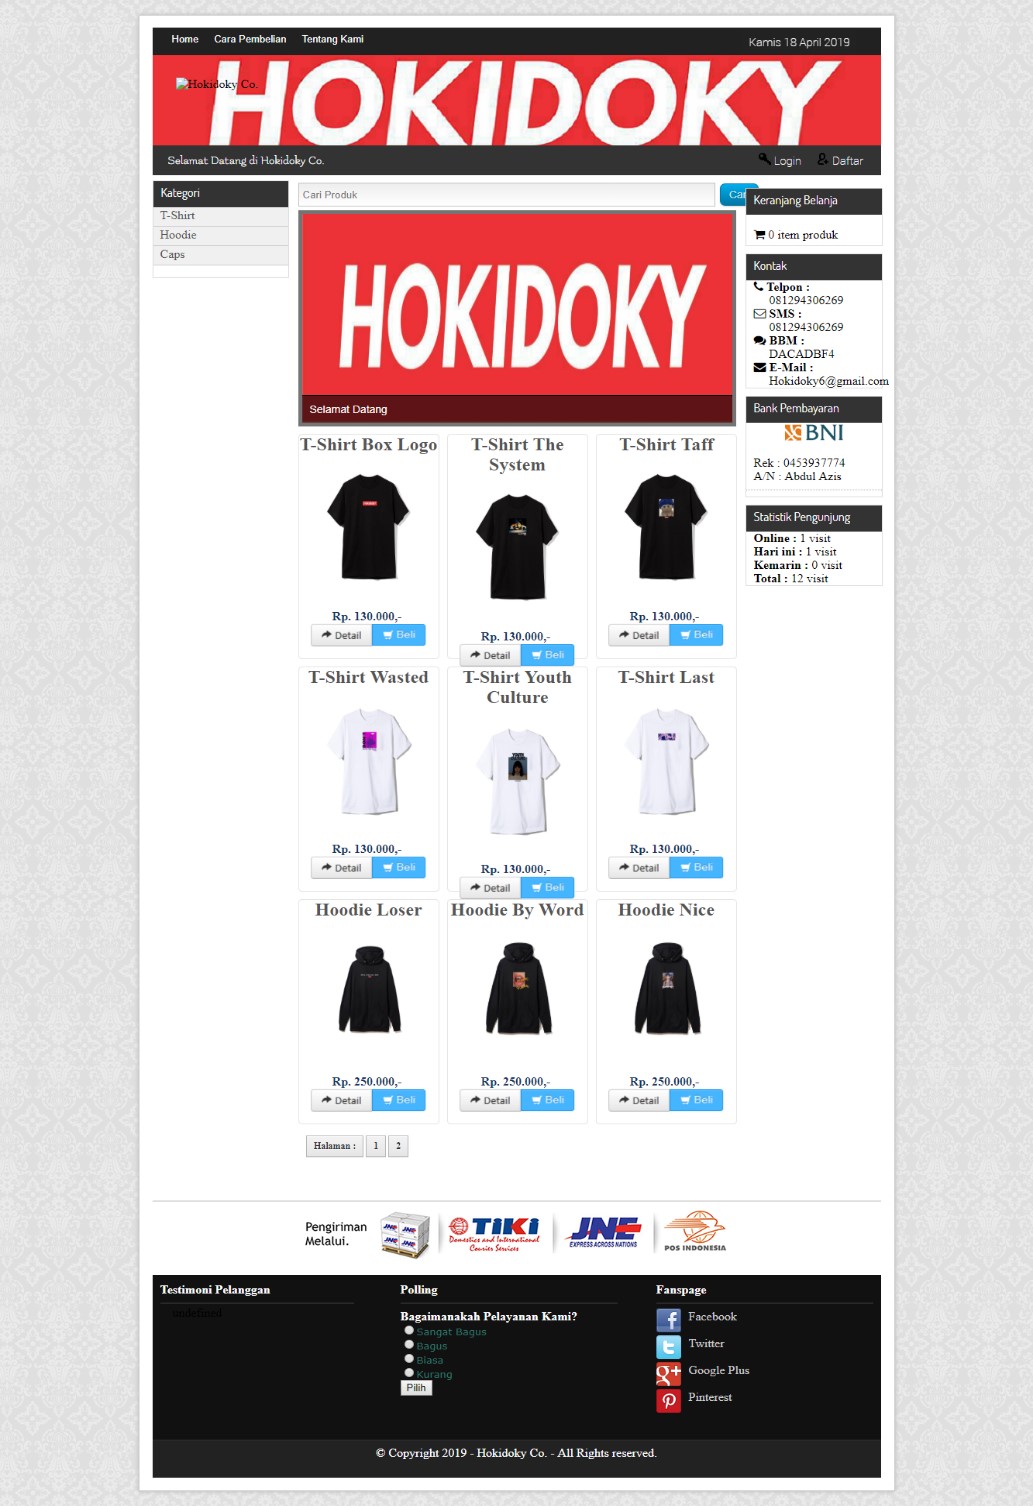 Home Cara Pembelian Tentang Kami
Kamis 18 April 2019
Hokidoky Co.
HOKIDOKY
Selamat Datang di Hokidoky Co.
Login Daftar
Kategori
T-Shirt
Hoodie
Caps
Cari Produk
HOKIDOKY
Selamat Datang
Keranjang Belanja
0 item produk
Kontak
Telpon :
081294306269
SMS :
081294306269
BBM :
DACADBF4
E-Mail :
Hokidoky6@gmail.com
Bank Pembayaran
BNI
Rek : 0453937774
A/N : Abdul Azis
Statistik Pengunjung
Online : 1 visit
Hari ini : 1 visit
Kemarin : 0 visit
Total : 12 visit
T-Shirt Box Logo
Rp. 130.000,-
Detail Beli
T-Shirt The
System
Rp. 130.000,-
Detail Beli
T-Shirt Taff
Rp. 130.000,-
Detail Beli
T-Shirt Wasted
Rp. 130.000,-
Detail Beli
T-Shirt Youth
Culture
Rp. 130.000,-
Detail Beli
T-Shirt Last
Rp. 130.000,-
Detail Beli
Hoodie Loser
Rp. 250.000,-
Detail Beli
Hoodie By Word
Rp. 250.000,-
Detail Beli
Hoodie Nice
Rp. 250.000,-
Detail Beli
Halaman : 1 2
Pengiriman
Melalui.
JNE JNE
JNE JNE
TIKI
Domestics and International
Courier Services
JNE
EXPRESS ACROSS NATIONS
POS INDONESIA
Testimoni Pelanggan
undefined
Polling
Bagaimanakah Pelayanan Kami?
Sangat Bagus
Bagus
Biasa
Kurang
Pilih
Fanspage
Facebook
Twitter
Google Plus
Pinterest
© Copyright 2019 - Hokidoky Co. - All Rights reserved.